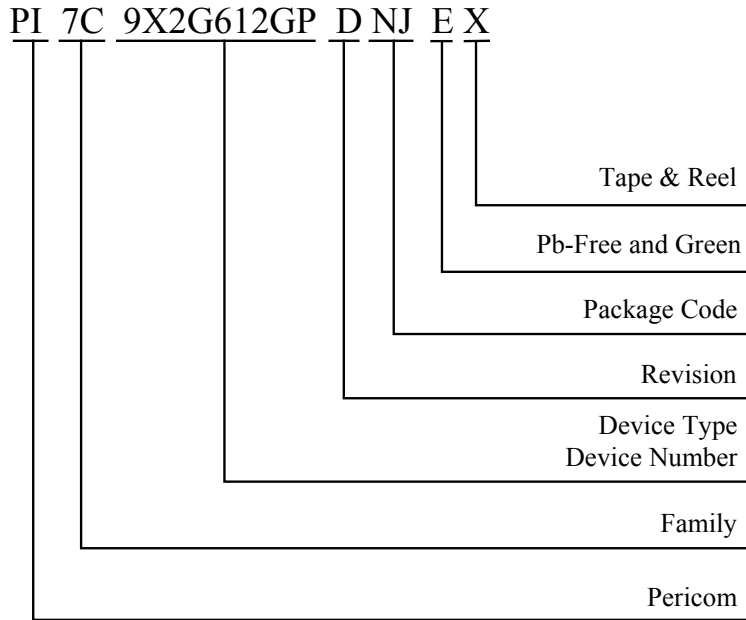 PI 7C 9X2G612GP D NJ E X
Tape & Reel
Pb-Free and Green
Package Code
Revision
Device Type
Device Number
Family
Pericom